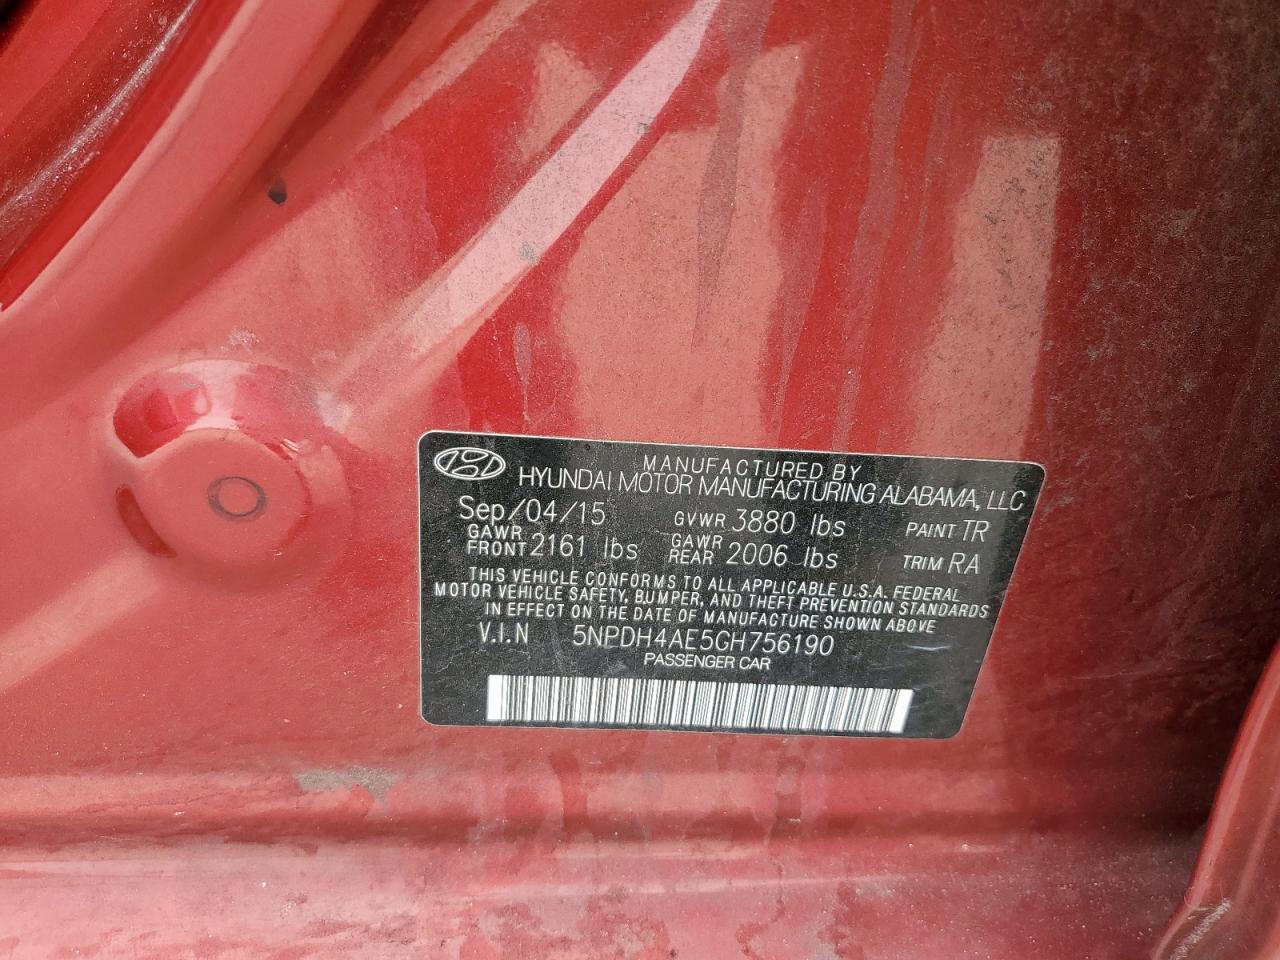 MANUFACTURED BY
HYUNDAI MOTOR MANUFACTURING ALABAMA, LLC
Sep/04/15 GVWR 3880 lbs PAINT TR
GAWR FRONT 2161 lbs GAWR REAR 2006 lbs TRIM RA
THIS VEHICLE CONFORMS TO ALL APPLICABLE U.S.A. FEDERAL
MOTOR VEHICLE SAFETY, BUMPER, AND THEFT PREVENTION STANDARDS
IN EFFECT ON THE DATE OF MANUFACTURE SHOWN ABOVE
V.I.N 5NPDH4AE5GH756190
PASSENGER CAR